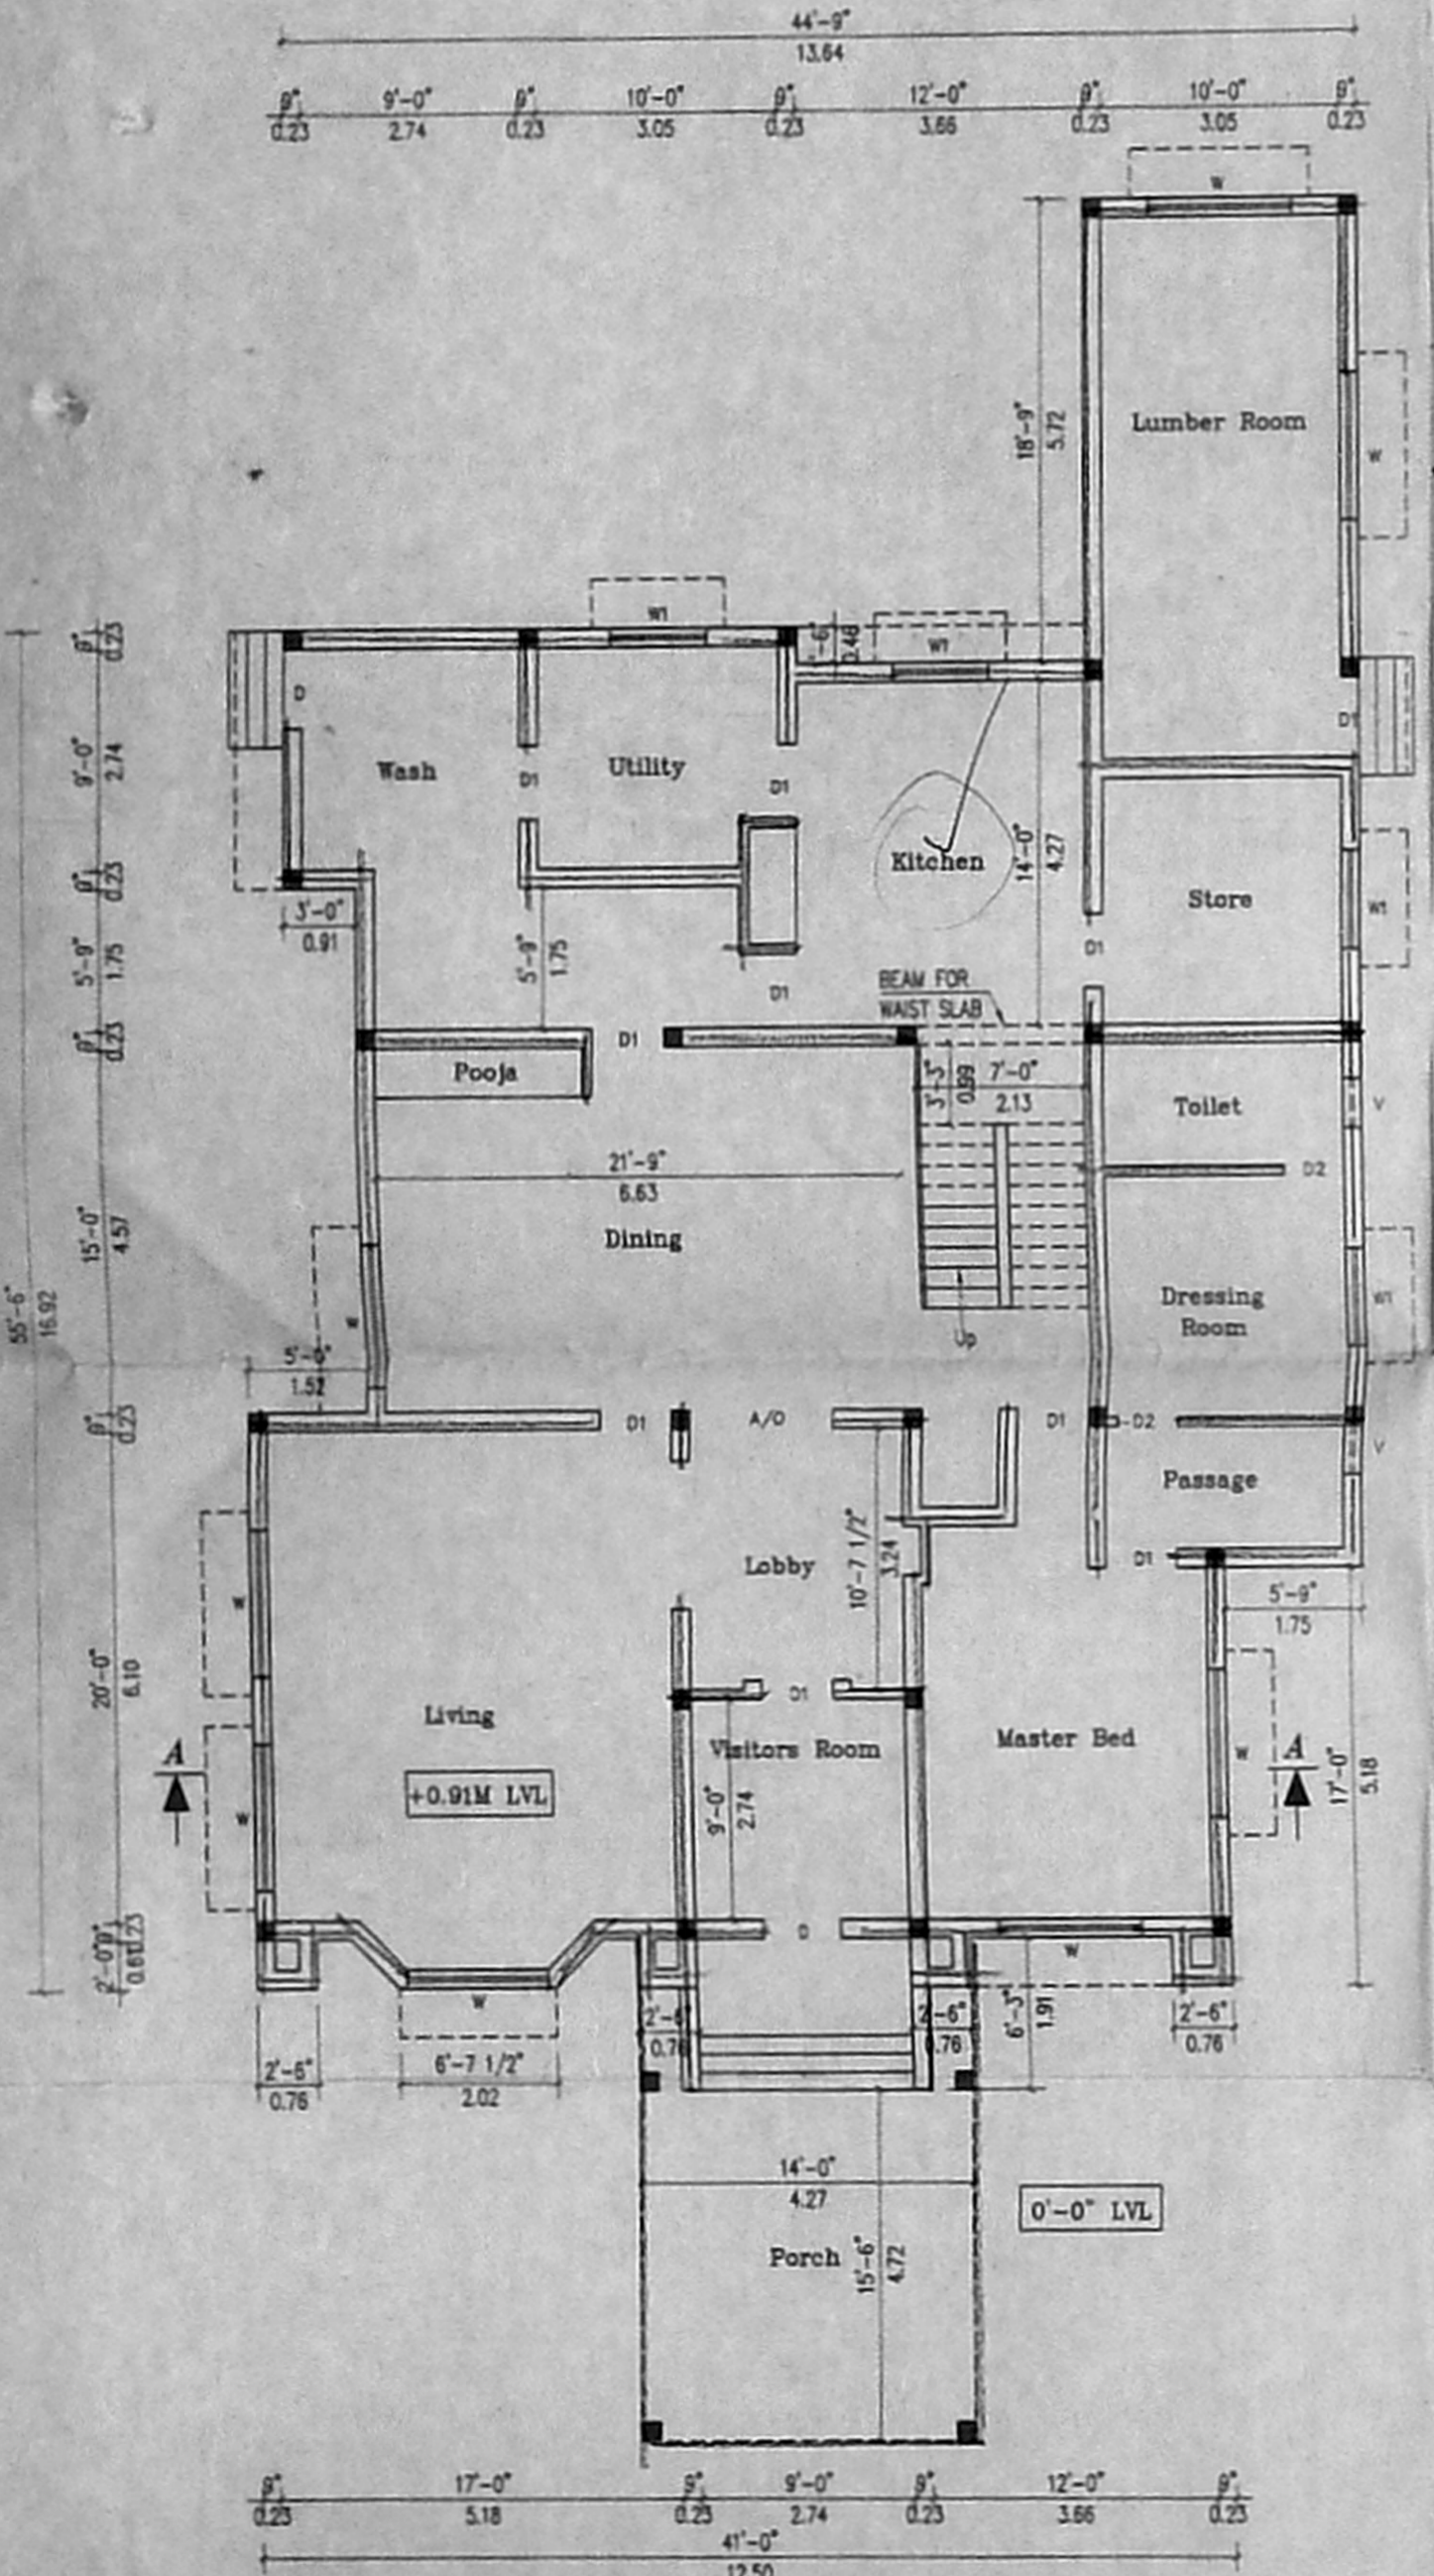 44'-9"
13.64
9" 9'-0" 9" 10'-0" 9" 12'-0" 9" 10'-0" 9"
0.23 2.74 0.23 3.05 0.23 3.66 0.23 3.05 0.23
W
18'-9"
5.72
Lumber Room
W
W1
0.46
W1
9"
0.23
D
D1
9'-0"
2.74
Wash
D1
Utility
D1
Kitchen
14'-0"
4.27
Store
W1
9"
0.23
3'-0"
0.91
5'-9"
1.75
5'-9"
1.75
D1
D1
BEAM FOR
WAIST SLAB
9"
0.23
D1
Pooja
3'-3"
0.99
7'-0"
2.13
Toilet
V
D2
21'-9"
6.63
Dining
15'-0"
4.57
55'-6"
16.92
Dressing
Room
W1
W
Up
5'-0"
1.52
9"
0.23
D1
A/O
D1
D2
V
Passage
10'-7 1/2"
3.24
Lobby
D1
5'-9"
1.75
W
20'-0"
6.10
D1
Living
Visitors Room
Master Bed
A
W
A
17'-0"
5.18
+0.91M LVL
9'-0"
2.74
W
D
W
2'-0" 9"
0.61 0.23
W
2'-6"
0.76
6'-7 1/2"
2.02
2'-6"
0.76
2'-6"
0.76
6'-3"
1.91
2'-6"
0.76
14'-0"
4.27
0'-0" LVL
Porch
15'-6"
4.72
9" 17'-0" 9" 9'-0" 9" 12'-0" 9"
0.23 5.18 0.23 2.74 0.23 3.66 0.23
41'-0"
12.50